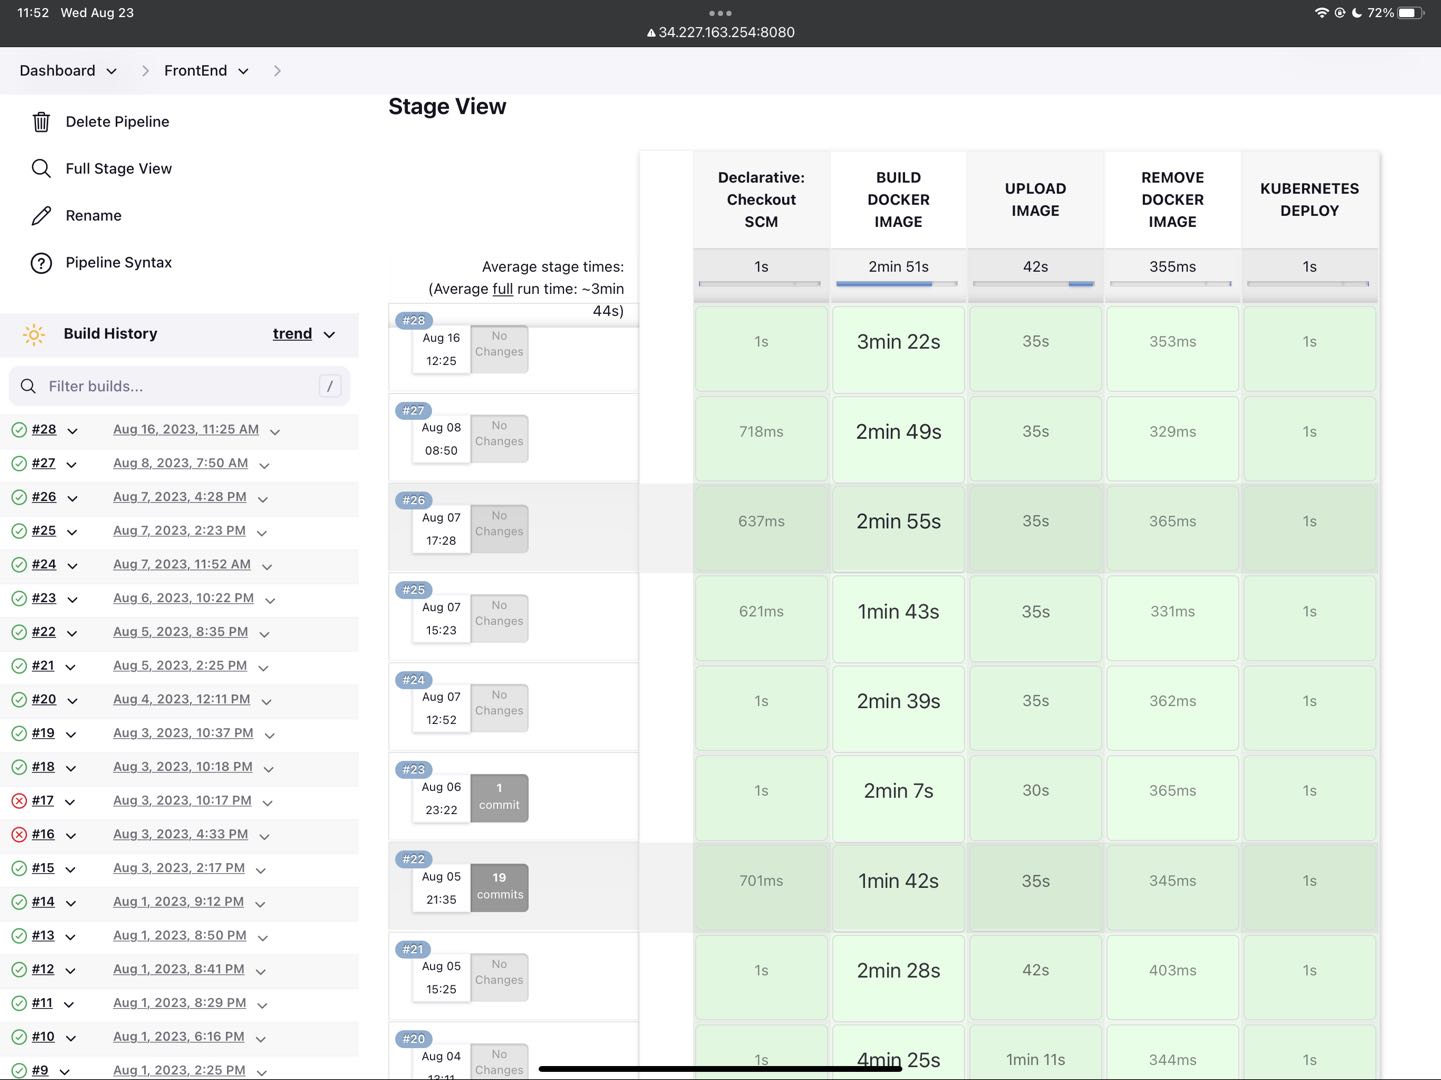 11:52 Wed Aug 23
72%
34.227.163.254:8080
Dashboard
FrontEnd
Delete Pipeline
Full Stage View
Rename
Pipeline Syntax
Build History
trend
Filter builds...
/
#28 Aug 16, 2023, 11:25 AM
#27 Aug 8, 2023, 7:50 AM
#26 Aug 7, 2023, 4:28 PM
#25 Aug 7, 2023, 2:23 PM
#24 Aug 7, 2023, 11:52 AM
#23 Aug 6, 2023, 10:22 PM
#22 Aug 5, 2023, 8:35 PM
#21 Aug 5, 2023, 2:25 PM
#20 Aug 4, 2023, 12:11 PM
#19 Aug 3, 2023, 10:37 PM
#18 Aug 3, 2023, 10:18 PM
#17 Aug 3, 2023, 10:17 PM
#16 Aug 3, 2023, 4:33 PM
#15 Aug 3, 2023, 2:17 PM
#14 Aug 1, 2023, 9:12 PM
#13 Aug 1, 2023, 8:50 PM
#12 Aug 1, 2023, 8:41 PM
#11 Aug 1, 2023, 8:29 PM
#10 Aug 1, 2023, 6:16 PM
#9 Aug 1, 2023, 2:25 PM
Stage View
Declarative:
Checkout
SCM
BUILD
DOCKER
IMAGE
UPLOAD
IMAGE
REMOVE
DOCKER
IMAGE
KUBERNETES
DEPLOY
Average stage times:
(Average full run time: ~3min
44s)
1s 2min 51s 42s 355ms 1s
#28
Aug 16
12:25
No
Changes
1s 3min 22s 35s 353ms 1s
#27
Aug 08
08:50
No
Changes
718ms 2min 49s 35s 329ms 1s
#26
Aug 07
17:28
No
Changes
637ms 2min 55s 35s 365ms 1s
#25
Aug 07
15:23
No
Changes
621ms 1min 43s 35s 331ms 1s
#24
Aug 07
12:52
No
Changes
1s 2min 39s 35s 362ms 1s
#23
Aug 06
23:22
1
commit
1s 2min 7s 30s 365ms 1s
#22
Aug 05
21:35
19
commits
701ms 1min 42s 35s 345ms 1s
#21
Aug 05
15:25
No
Changes
1s 2min 28s 42s 403ms 1s
#20
Aug 04
No
Changes
1s 4min 25s 1min 11s 344ms 1s